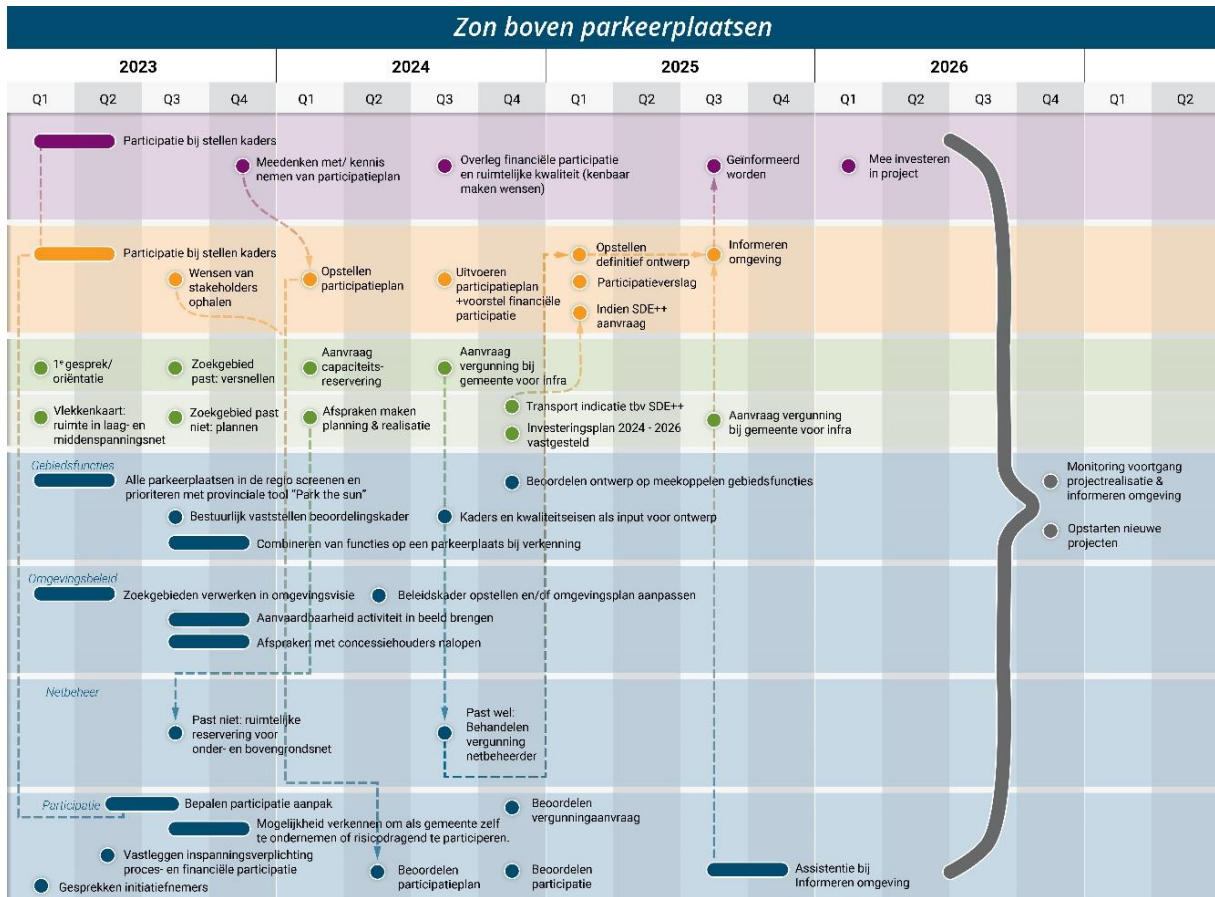 Zon boven parkeerplaatsen
2023
2024
2025
2026
Q1
Q2
Q3
Q4
Q1
Q2
Q3
Q4
Q1
Q2
Q3
Q4
Q1
Q2
Q3
Q4
Q1
Q2
Participatie bij stellen kaders
Meedenken met/ kennis
nemen van participatieplan
Overleg financiële participatie
en ruimtelijke kwaliteit (kenbaar
maken wensen)
Geïnformeerd
worden
Mee investeren
in project
Participatie bij stellen kaders
Wensen van
stakeholders
ophalen
Opstellen
participatieplan
Uitvoeren
participatieplan
+voorstel financiële
participatie
Opstellen
definitief ontwerp
Participatieverslag
Indien SDE++
aanvraag
Informeren
omgeving
1e gesprek/
oriëntatie
Zoekgebied
past: versnellen
Aanvraag
capaciteits-
reservering
Aanvraag
vergunning bij
gemeente voor infra
Vlekkenkaart:
ruimte in laag- en
middenspanningsnet
Zoekgebied past
niet: plannen
Afspraken maken
planning & realisatie
Transport indicatie tbv SDE++
Investeringsplan 2024 - 2026
vastgesteld
Aanvraag vergunning
bij gemeente voor infra
Gebiedsfuncties
Alle parkeerplaatsen in de regio screenen en
prioriteren met provinciale tool “Park the sun”
Beoordelen ontwerp op meekoppelen gebiedsfuncties
Bestuurlijk vaststellen beoordelingskader
Kaders en kwaliteitseisen als input voor ontwerp
Combineren van functies op een parkeerplaats bij verkenning
Monitoring voortgang
projectrealisatie &
informeren omgeving
Opstarten nieuwe
projecten
Omgevingsbeleid
Zoekgebieden verwerken in omgevingsvisie
Beleidskader opstellen en/of omgevingsplan aanpassen
Aanvaardbaarheid activiteit in beeld brengen
Afspraken met concessiehouders nalopen
Netbeheer
Past niet: ruimtelijke
reservering voor
onder- en bovengrondsnet
Past wel:
Behandelen
vergunning
netbeheerder
Participatie
Bepalen participatie aanpak
Beoordelen
vergunningaanvraag
Mogelijkheid verkennen om als gemeente zelf
te ondernemen of risicodragend te participeren.
Vastleggen inspanningsverplichting
proces- en financiële participatie
Beoordelen
participatieplan
Beoordelen
participatie
Assistentie bij
Informeren omgeving
Gesprekken initiatiefnemers